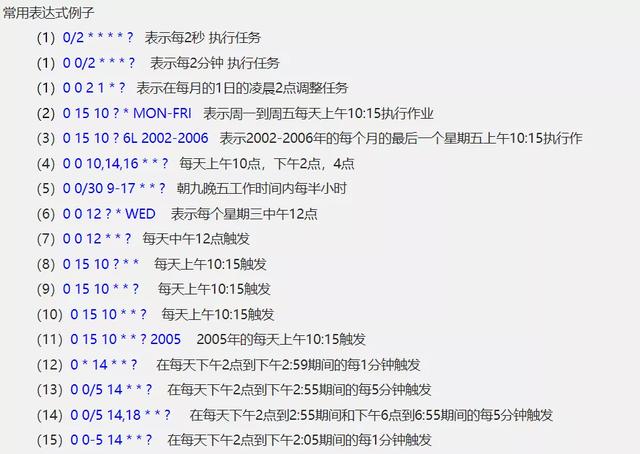 常用表达式例子
(1) 0/2 * * * * ? 表示每2秒 执行任务
(1) 0 0/2 * * * ? 表示每2分钟 执行任务
(1) 0 0 2 1 * ? 表示在每月的1日的凌晨2点调整任务
(2) 0 15 10 ? * MON-FRI 表示周一到周五每天上午10:15执行作业
(3) 0 15 10 ? 6L 2002-2006 表示2002-2006年的每个月的最后一个星期五上午10:15执行作
(4) 0 0 10,14,16 * * ? 每天上午10点，下午2点，4点
(5) 0 0/30 9-17 * * ? 朝九晚五工作时间内每半小时
(6) 0 0 12 ? * WED 表示每个星期三中午12点
(7) 0 0 12 * * ? 每天中午12点触发
(8) 0 15 10 ? * * 每天上午10:15触发
(9) 0 15 10 * * ? 每天上午10:15触发
(10) 0 15 10 * * ? 每天上午10:15触发
(11) 0 15 10 * * ? 2005 2005年的每天上午10:15触发
(12) 0 * 14 * * ? 在每天下午2点到下午2:59期间的每1分钟触发
(13) 0 0/5 14 * * ? 在每天下午2点到下午2:55期间的每5分钟触发
(14) 0 0/5 14,18 * * ? 在每天下午2点到2:55期间和下午6点到6:55期间的每5分钟触发
(15) 0 0-5 14 * * ? 在每天下午2点到下午2:05期间的每1分钟触发